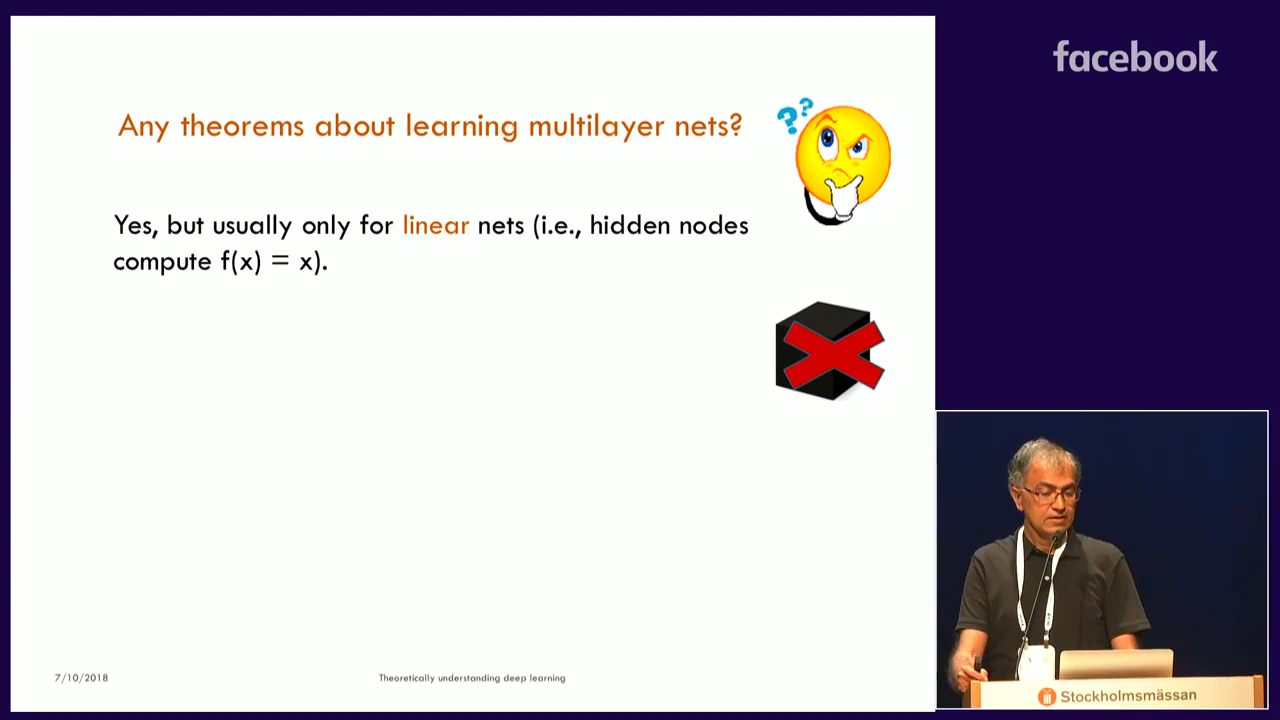 facebook
Any theorems about learning multilayer nets?
??
Yes, but usually only for linear nets (i.e., hidden nodes
compute f(x) = x).
7/10/2018
Theoretically understanding deep learning
Stockholmsmässan